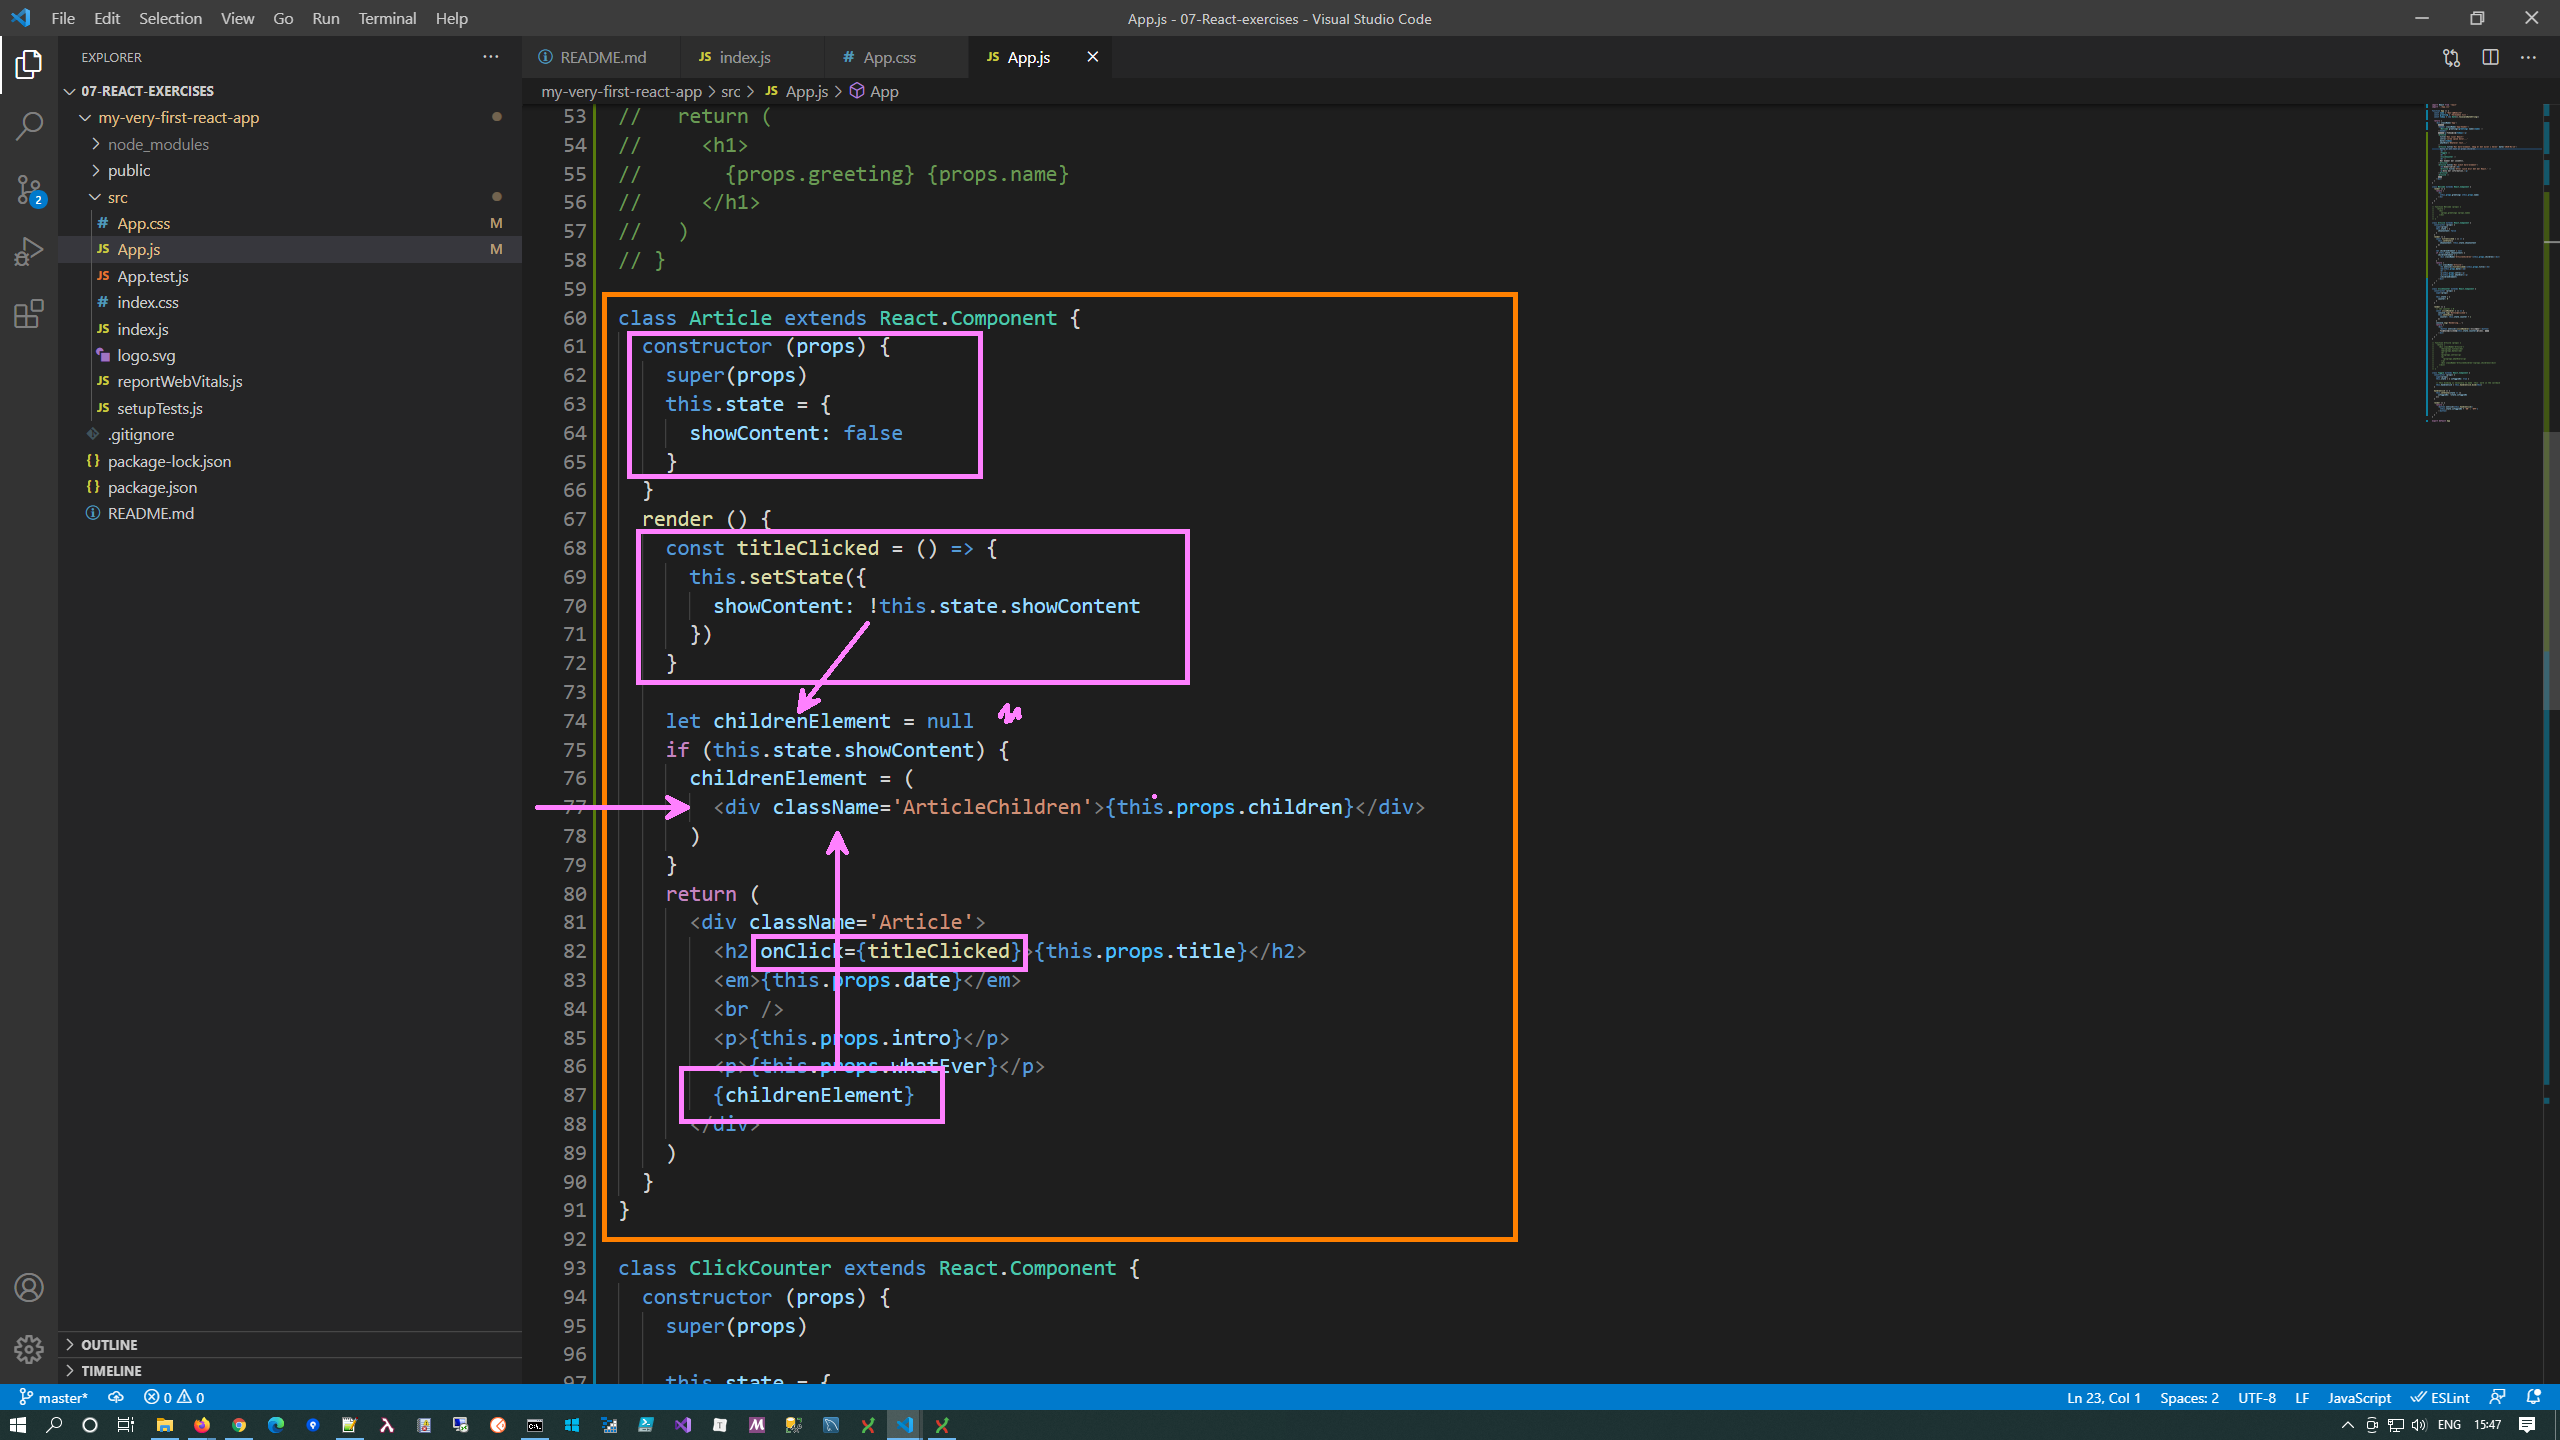 File Edit Selection View Go Run Terminal Help
App.js - 07-React-exercises - Visual Studio Code
EXPLORER
07-REACT-EXERCISES
my-very-first-react-app
node_modules
public
src
# App.css M
JS App.js M
JS App.test.js
# index.css
JS index.js
logo.svg
JS reportWebVitals.js
JS setupTests.js
.gitignore
{} package-lock.json
{} package.json
README.md
OUTLINE
TIMELINE
2
README.md JS index.js # App.css JS App.js
my-very-first-react-app > src > JS App.js > App
53 //   return (
54 //     <h1>
55 //       {props.greeting} {props.name}
56 //     </h1>
57 //   )
58 // }
59
60 class Article extends React.Component {
61   constructor (props) {
62     super(props)
63     this.state = {
64       showContent: false
65     }
66   }
67   render () {
68     const titleClicked = () => {
69       this.setState({
70         showContent: !this.state.showContent
71       })
72     }
73
74     let childrenElement = null
75     if (this.state.showContent) {
76       childrenElement = (
77         <div className='ArticleChildren'>{this.props.children}</div>
78       )
79     }
80     return (
81       <div className='Article'>
82         <h2 onClick={titleClicked}>{this.props.title}</h2>
83         <em>{this.props.date}</em>
84         <br />
85         <p>{this.props.intro}</p>
86         <p>{this.props.whatEver}</p>
87         {childrenElement}
88       </div>
89     )
90   }
91 }
92
93 class ClickCounter extends React.Component {
94   constructor (props) {
95     super(props)
96
97     this.state = {
master* 0 0 Ln 23, Col 1 Spaces: 2 UTF-8 LF JavaScript ESLint
ENG 15:47